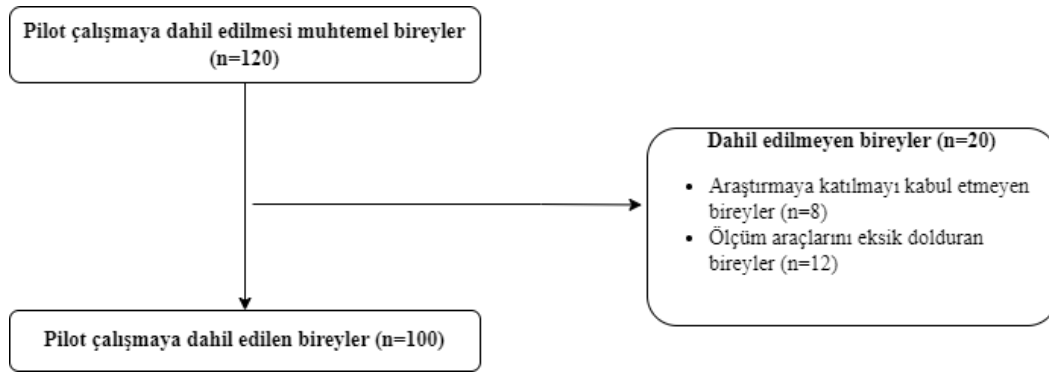 Pilot çalışmaya dahil edilmesi muhtemel bireyler
(n=120)
Dahil edilmeyen bireyler (n=20)
• Araştırmaya katılmayı kabul etmeyen
bireyler (n=8)
• Ölçüm araçlarını eksik dolduran
bireyler (n=12)
Pilot çalışmaya dahil edilen bireyler (n=100)